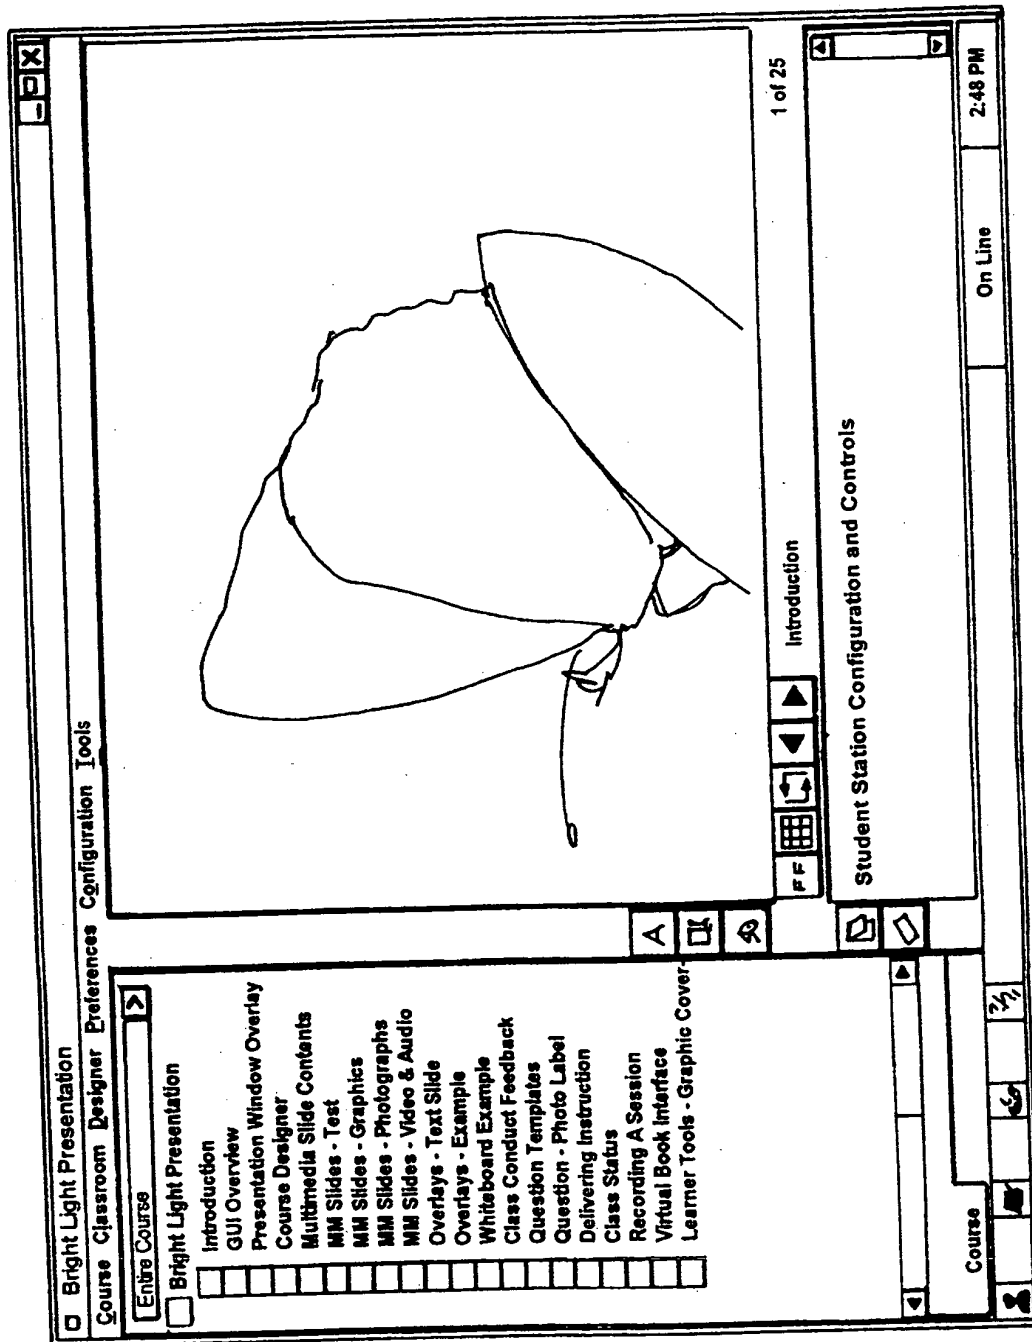 Bright Light Presentation
Course Classroom Designer Preferences Configuration Tools
Entire Course
Bright Light Presentation
Introduction
GUI Overview
Presentation Window Overlay
Course Designer
Multimedia Slide Contents
MM Slides - Test
MM Slides - Graphics
MM Slides - Photographs
MM Slides - Video & Audio
Overlays - Text Slide
Overlays - Example
Whiteboard Example
Class Conduct Feedback
Question Templates
Question - Photo Label
Delivering Instruction
Class Status
Recording A Session
Virtual Book Interface
Learner Tools - Graphic Cover-
Course
A
FF
Introduction
1 of 25
Student Station Configuration and Controls
On Line
2:48 PM